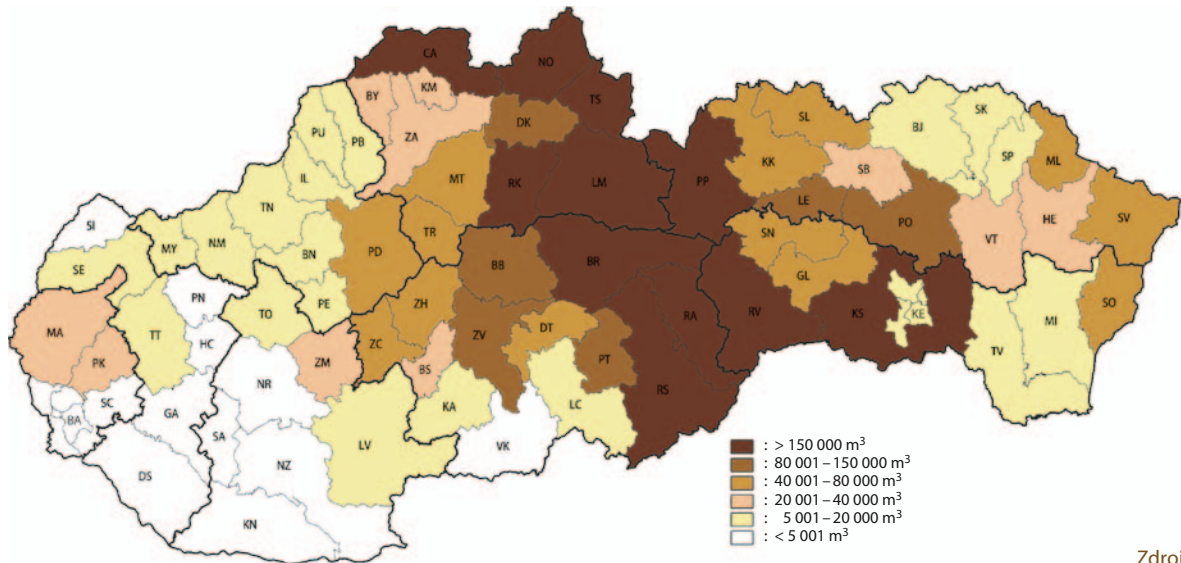 CA
NO
TS
BY
KM
ZA
DK
PU
PB
IL
MT
RK
LM
PP
SL
KK
SB
BJ
SK
SP
ML
HE
SV
VT
LE
PO
SI
SE
MY
NM
TN
BN
PD
TR
BB
BR
SN
GL
RV
KS
KE
SO
MI
TV
PN
HC
TO
PE
ZH
ZC
ZV
DT
PT
RA
RS
MA
PK
TT
ZM
BS
NR
KA
LC
VK
LV
SC
BA
GA
SA
NZ
DS
KN
: > 150 000 m³
: 80 001 – 150 000 m³
: 40 001 – 80 000 m³
: 20 001 – 40 000 m³
: 5 001 – 20 000 m³
: < 5 001 m³
Zdroj